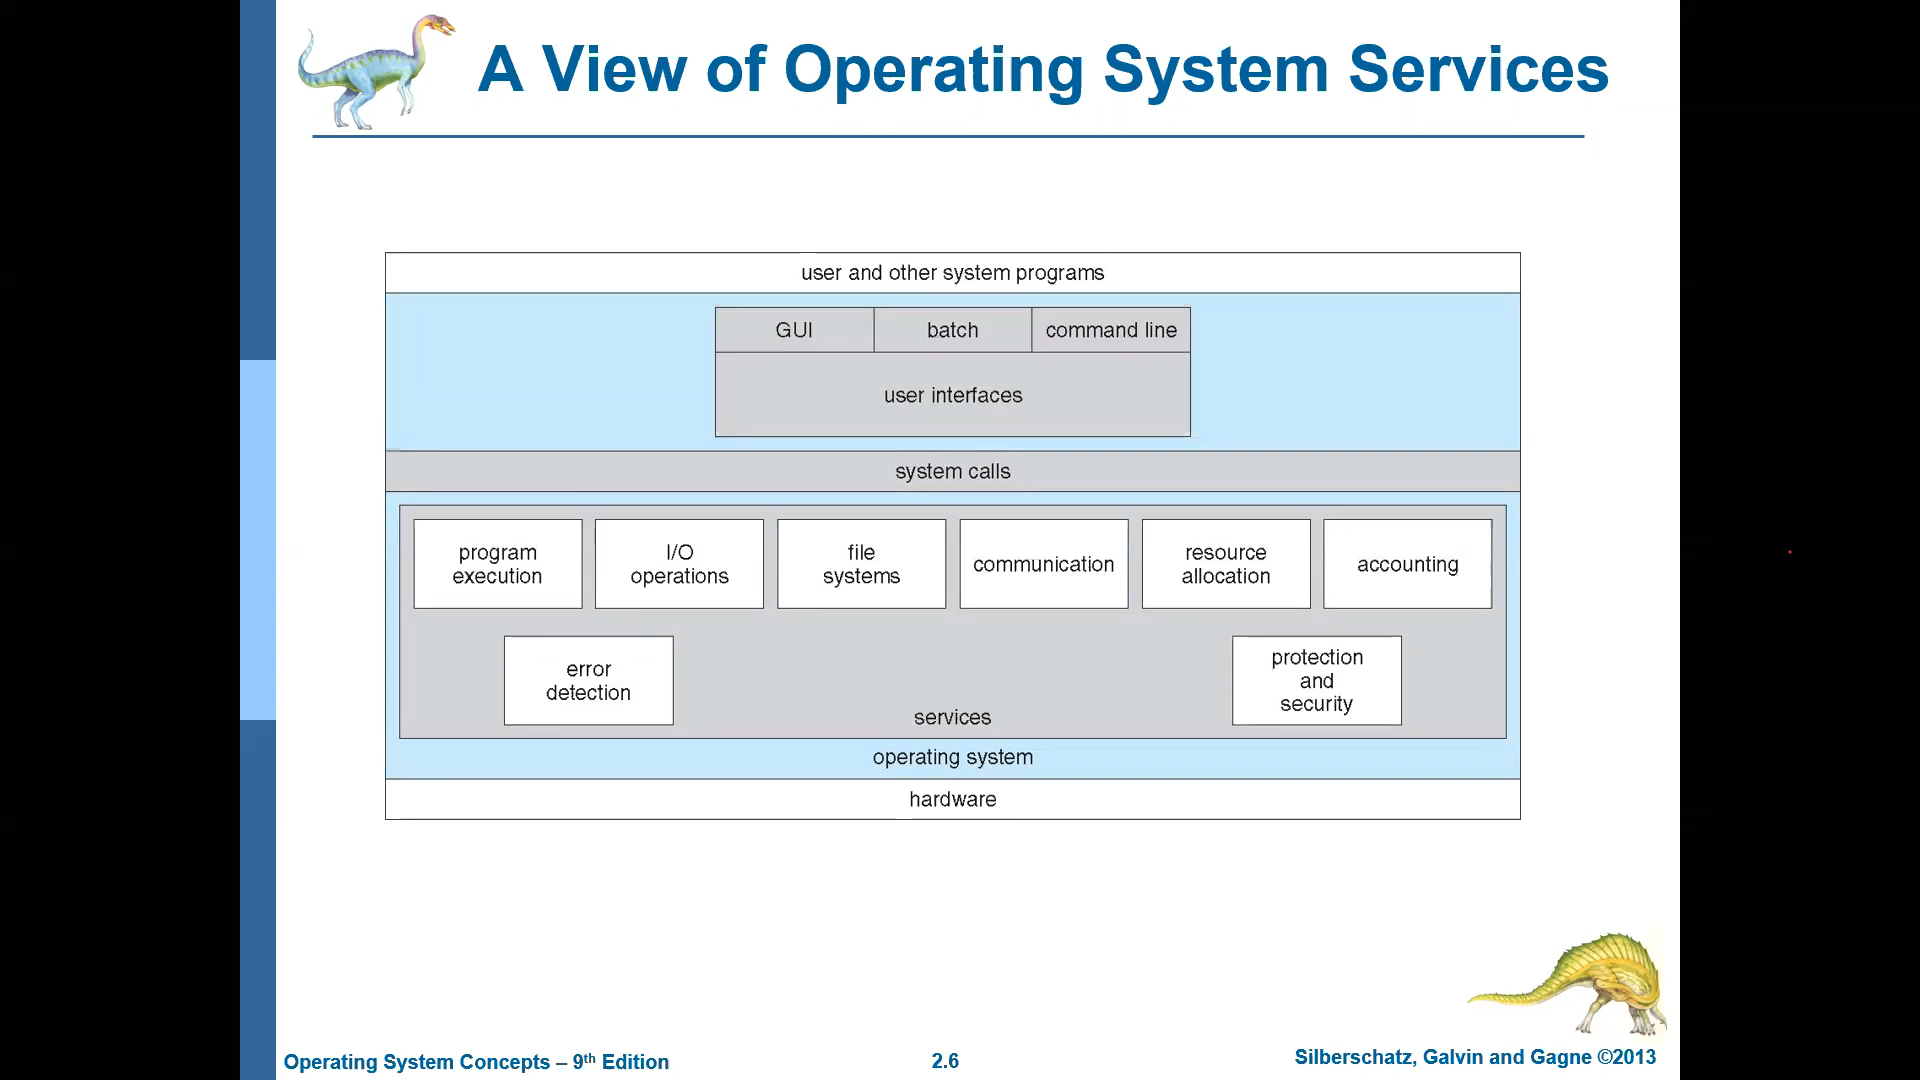 A View of Operating System Services
user and other system programs
GUI
batch
command line
user interfaces
system calls
program
execution
I/O
operations
file
systems
communication
resource
allocation
accounting
error
detection
protection
and
security
services
operating system
hardware
Operating System Concepts – 9th Edition
2.6
Silberschatz, Galvin and Gagne ©2013